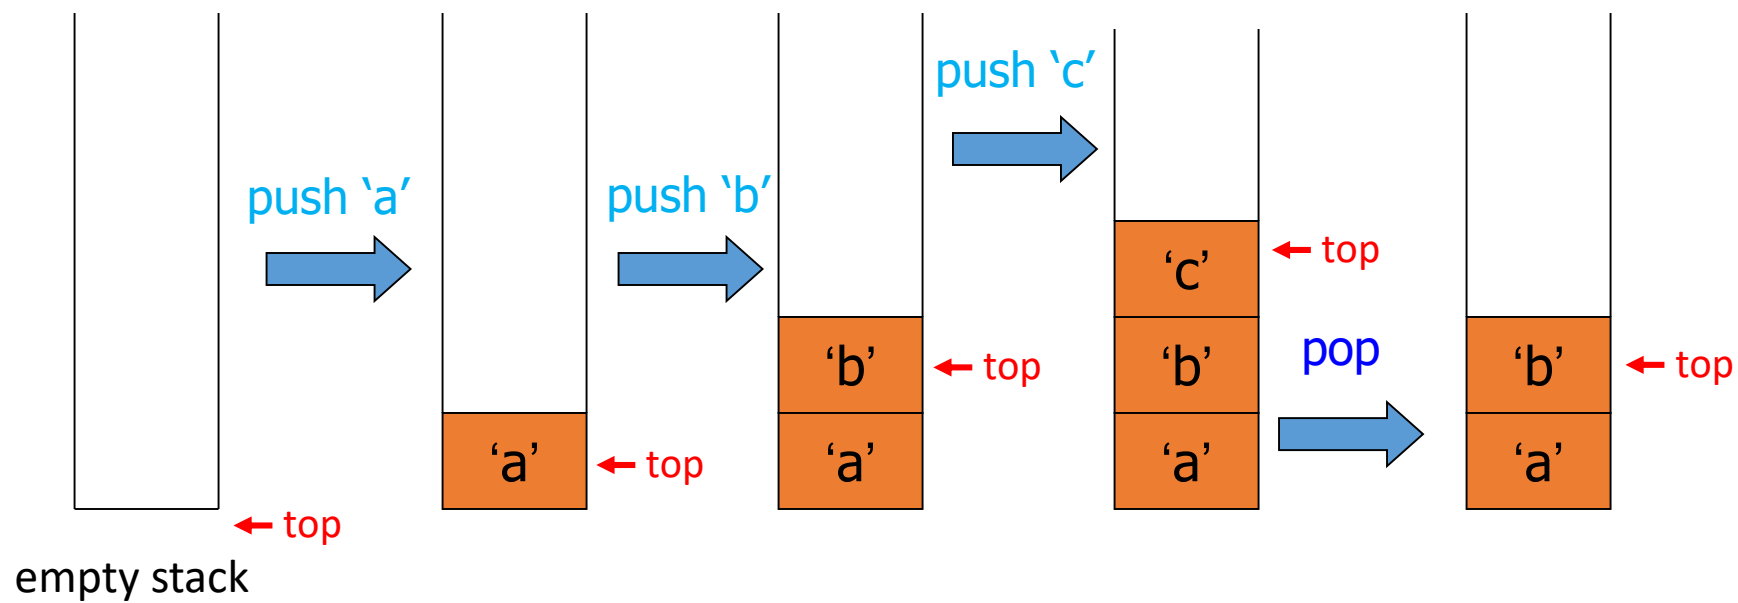 push ‘c’
push ‘a’
push ‘b’
‘c’
top
‘b’
top
‘b’
pop
‘b’
top
‘a’
top
‘a’
‘a’
‘a’
top
empty stack